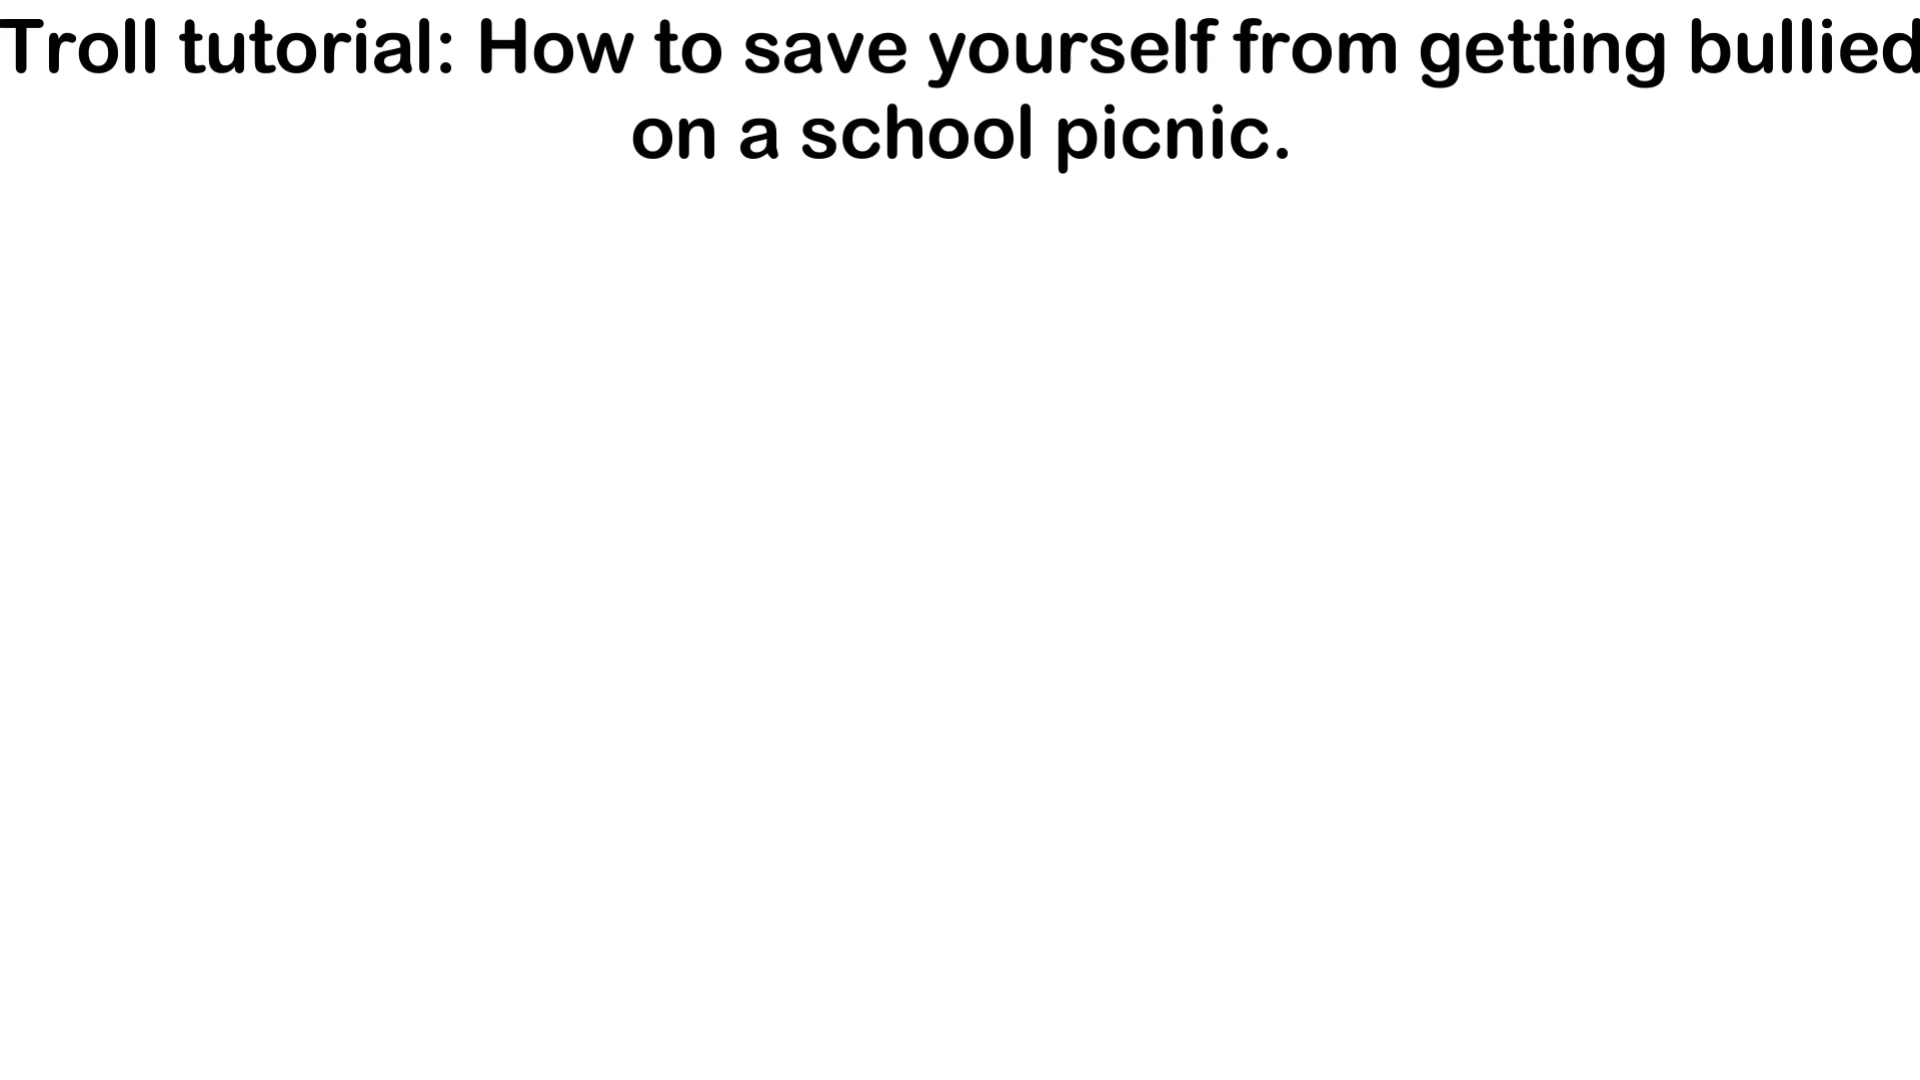 Troll tutorial: How to save yourself from getting bullied
on a school picnic.